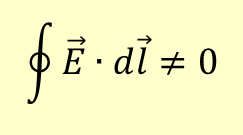 ∮ E⃗ · dl⃗ ≠ 0